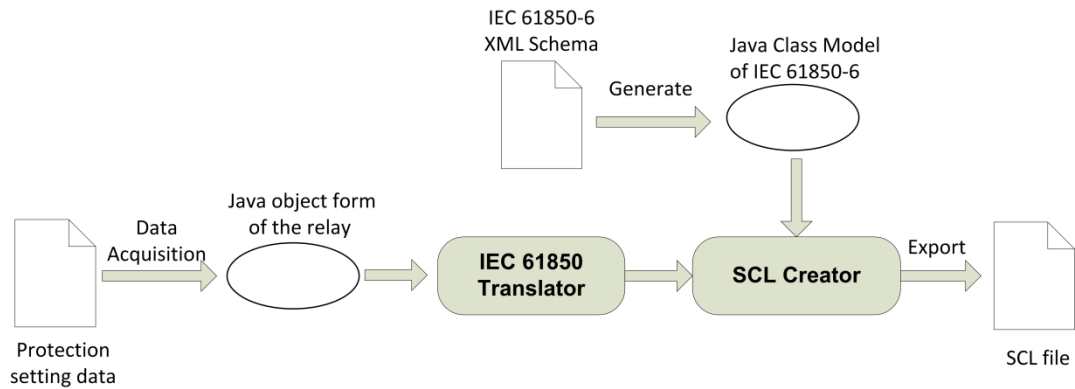 IEC 61850-6
XML Schema
Java Class Model
of IEC 61850-6
Generate
Java object form
of the relay
Data
Acquisition
IEC 61850
Translator
SCL Creator
Export
Protection
setting data
SCL file